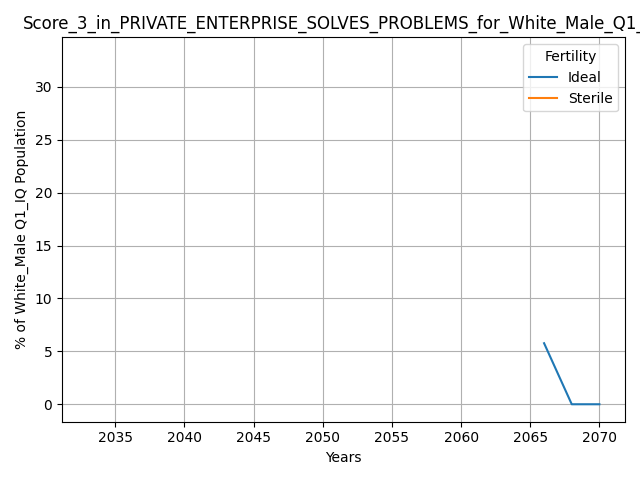 Score_3_in_PRIVATE_ENTERPRISE_SOLVES_PROBLEMS_for_White_Male_Q1_
Fertility
Ideal
Sterile
% of White_Male Q1_IQ Population
30
25
20
15
10
5
0
2035 2040 2045 2050 2055 2060 2065 2070
Years